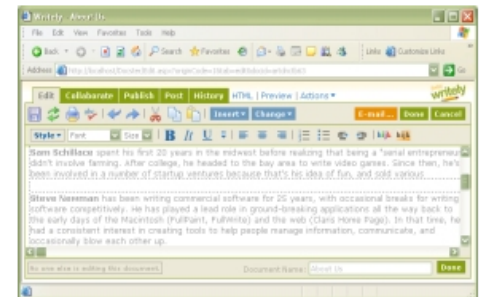 Writely - About Us
File Edit View Favorites Tools Help
Back Search Favorites Links Customize Links
Address Go
Edit Collaborate Publish Post History HTML | Preview | Actions writely
Insert Change E-mail... Done Cancel
Style Font Size B I U
Sam Schillace spent his first 20 years in the midwest before realizing that being a "serial entrepreneur
didn't involve farming. After college, he headed to the bay area to write video games. Since then, he's
been involved in a number of startup ventures because that's his idea of fun, and sold various
Steve Newman has been writing commercial software for 25 years, with occasional breaks for writing
software competitively. He has played a lead role in ground-breaking applications all the way back to
the early days of the Macintosh (FullPaint, FullWrite) and the web (Claris Home Page). In that time, he
had a consistent interest in creating tools to help people manage information, communicate, and
occasionally blow each other up.
No one else is editing this document. Document Name: About Us Done